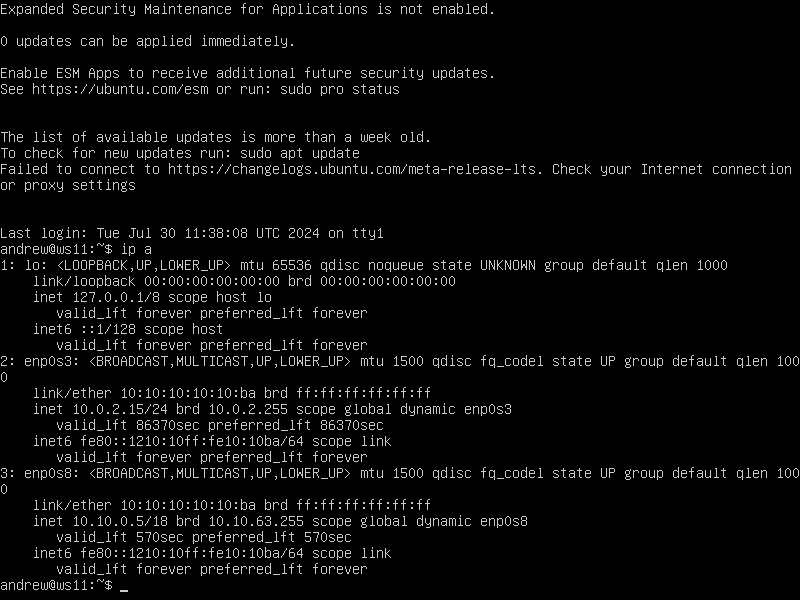 Expanded Security Maintenance for Applications is not enabled.
0 updates can be applied immediately.
Enable ESM Apps to receive additional future security updates.
See https://ubuntu.com/esm or run: sudo pro status
The list of available updates is more than a week old.
To check for new updates run: sudo apt update
Failed to connect to https://changelogs.ubuntu.com/meta-release-lts. Check your Internet connection
or proxy settings
Last login: Tue Jul 30 11:38:08 UTC 2024 on tty1
andrew@ws11:~$ ip a
1: lo: <LOOPBACK,UP,LOWER_UP> mtu 65536 qdisc noqueue state UNKNOWN group default qlen 1000
    link/loopback 00:00:00:00:00:00 brd 00:00:00:00:00:00
    inet 127.0.0.1/8 scope host lo
       valid_lft forever preferred_lft forever
    inet6 ::1/128 scope host
       valid_lft forever preferred_lft forever
2: enp0s3: <BROADCAST,MULTICAST,UP,LOWER_UP> mtu 1500 qdisc fq_codel state UP group default qlen 100
0
    link/ether 10:10:10:10:10:ba brd ff:ff:ff:ff:ff:ff
    inet 10.0.2.15/24 brd 10.0.2.255 scope global dynamic enp0s3
       valid_lft 86370sec preferred_lft 86370sec
    inet6 fe80::1210:10ff:fe10:10ba/64 scope link
       valid_lft forever preferred_lft forever
3: enp0s8: <BROADCAST,MULTICAST,UP,LOWER_UP> mtu 1500 qdisc fq_codel state UP group default qlen 100
0
    link/ether 10:10:10:10:10:ba brd ff:ff:ff:ff:ff:ff
    inet 10.10.0.5/18 brd 10.10.63.255 scope global dynamic enp0s8
       valid_lft 570sec preferred_lft 570sec
    inet6 fe80::1210:10ff:fe10:10ba/64 scope link
       valid_lft forever preferred_lft forever
andrew@ws11:~$ _